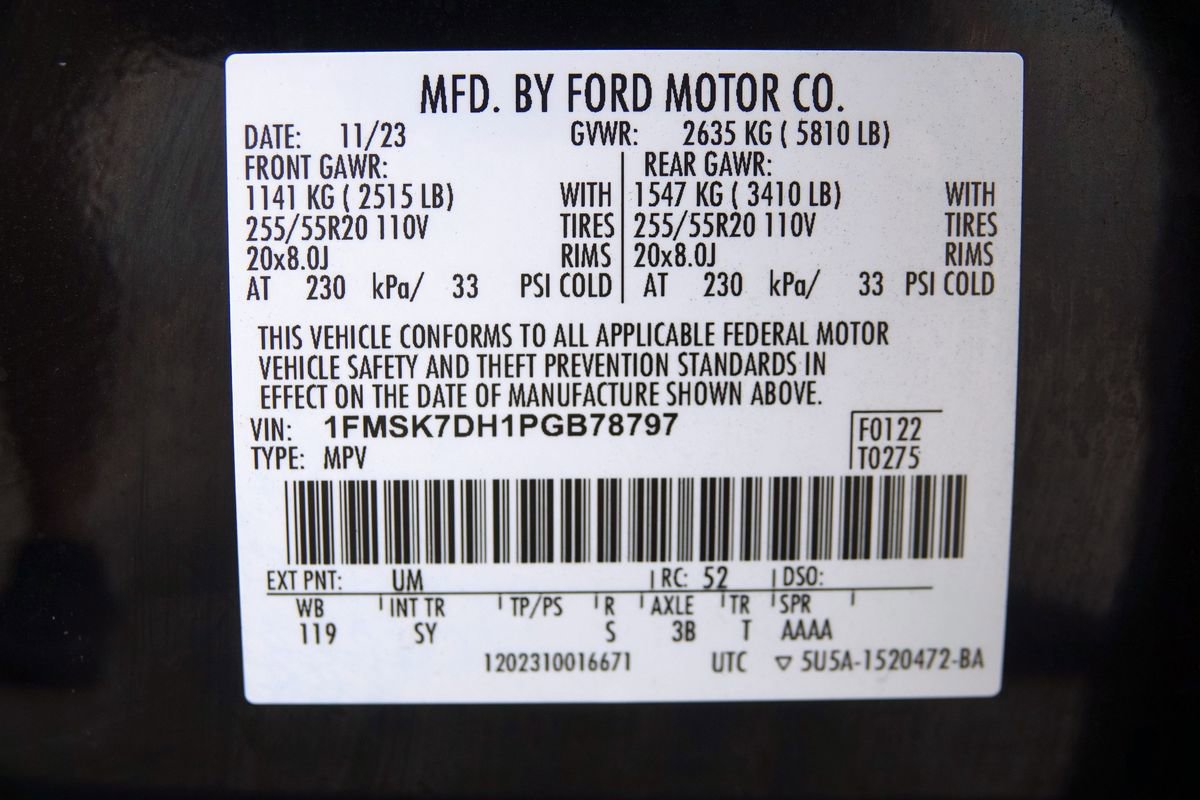 MFD. BY FORD MOTOR CO.
DATE: 11/23 GVWR: 2635 KG ( 5810 LB)
FRONT GAWR: REAR GAWR:
1141 KG ( 2515 LB) WITH 1547 KG ( 3410 LB) WITH
255/55R20 110V TIRES 255/55R20 110V TIRES
20x8.0J RIMS 20x8.0J RIMS
AT 230 kPa/ 33 PSI COLD AT 230 kPa/ 33 PSI COLD
THIS VEHICLE CONFORMS TO ALL APPLICABLE FEDERAL MOTOR
VEHICLE SAFETY AND THEFT PREVENTION STANDARDS IN
EFFECT ON THE DATE OF MANUFACTURE SHOWN ABOVE.
VIN: 1FMSK7DH1PGB78797 F0122
TYPE: MPV T0275
EXT PNT: UM RC: 52 DSO:
WB INT TR TP/PS R AXLE TR SPR
119 SY S 3B T AAAA
1202310016671 UTC ▽ 5U5A-1520472-BA